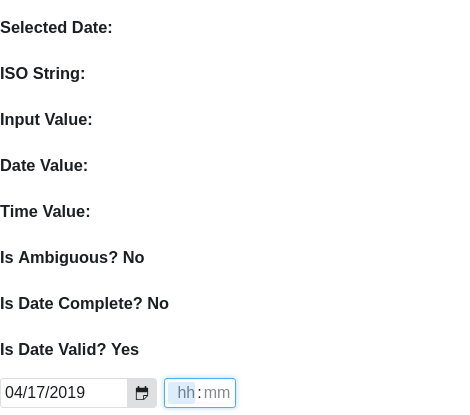 Selected Date:
ISO String:
Input Value:
Date Value:
Time Value:
Is Ambiguous? No
Is Date Complete? No
Is Date Valid? Yes
04/17/2019 hh:mm